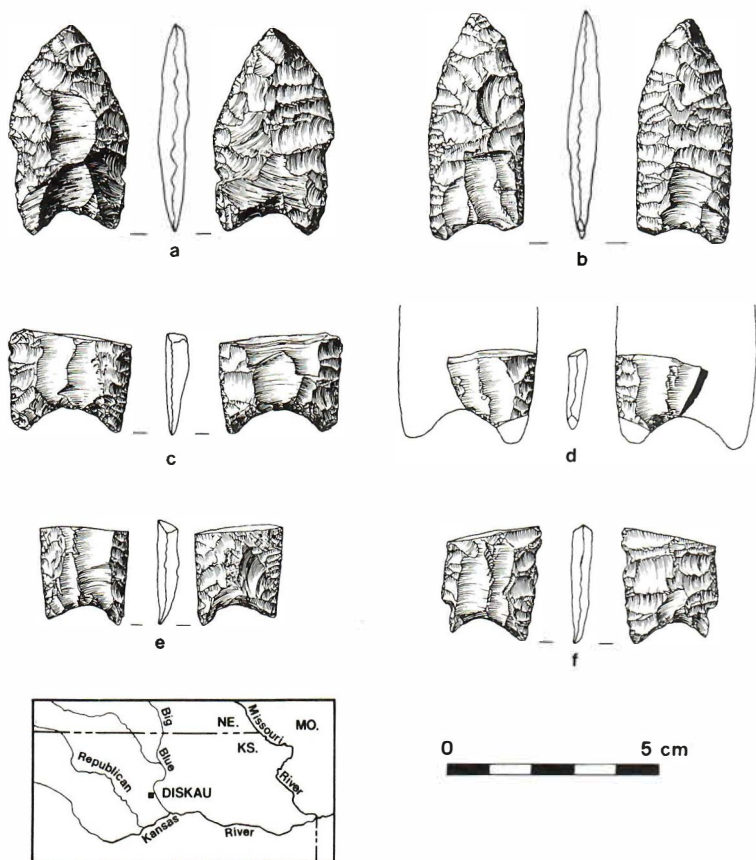 a
b
c
d
e
f
NE.
MO.
KS.
Big
Blue
Missouri
River
Republican
DISKAU
Kansas
River
0
5 cm